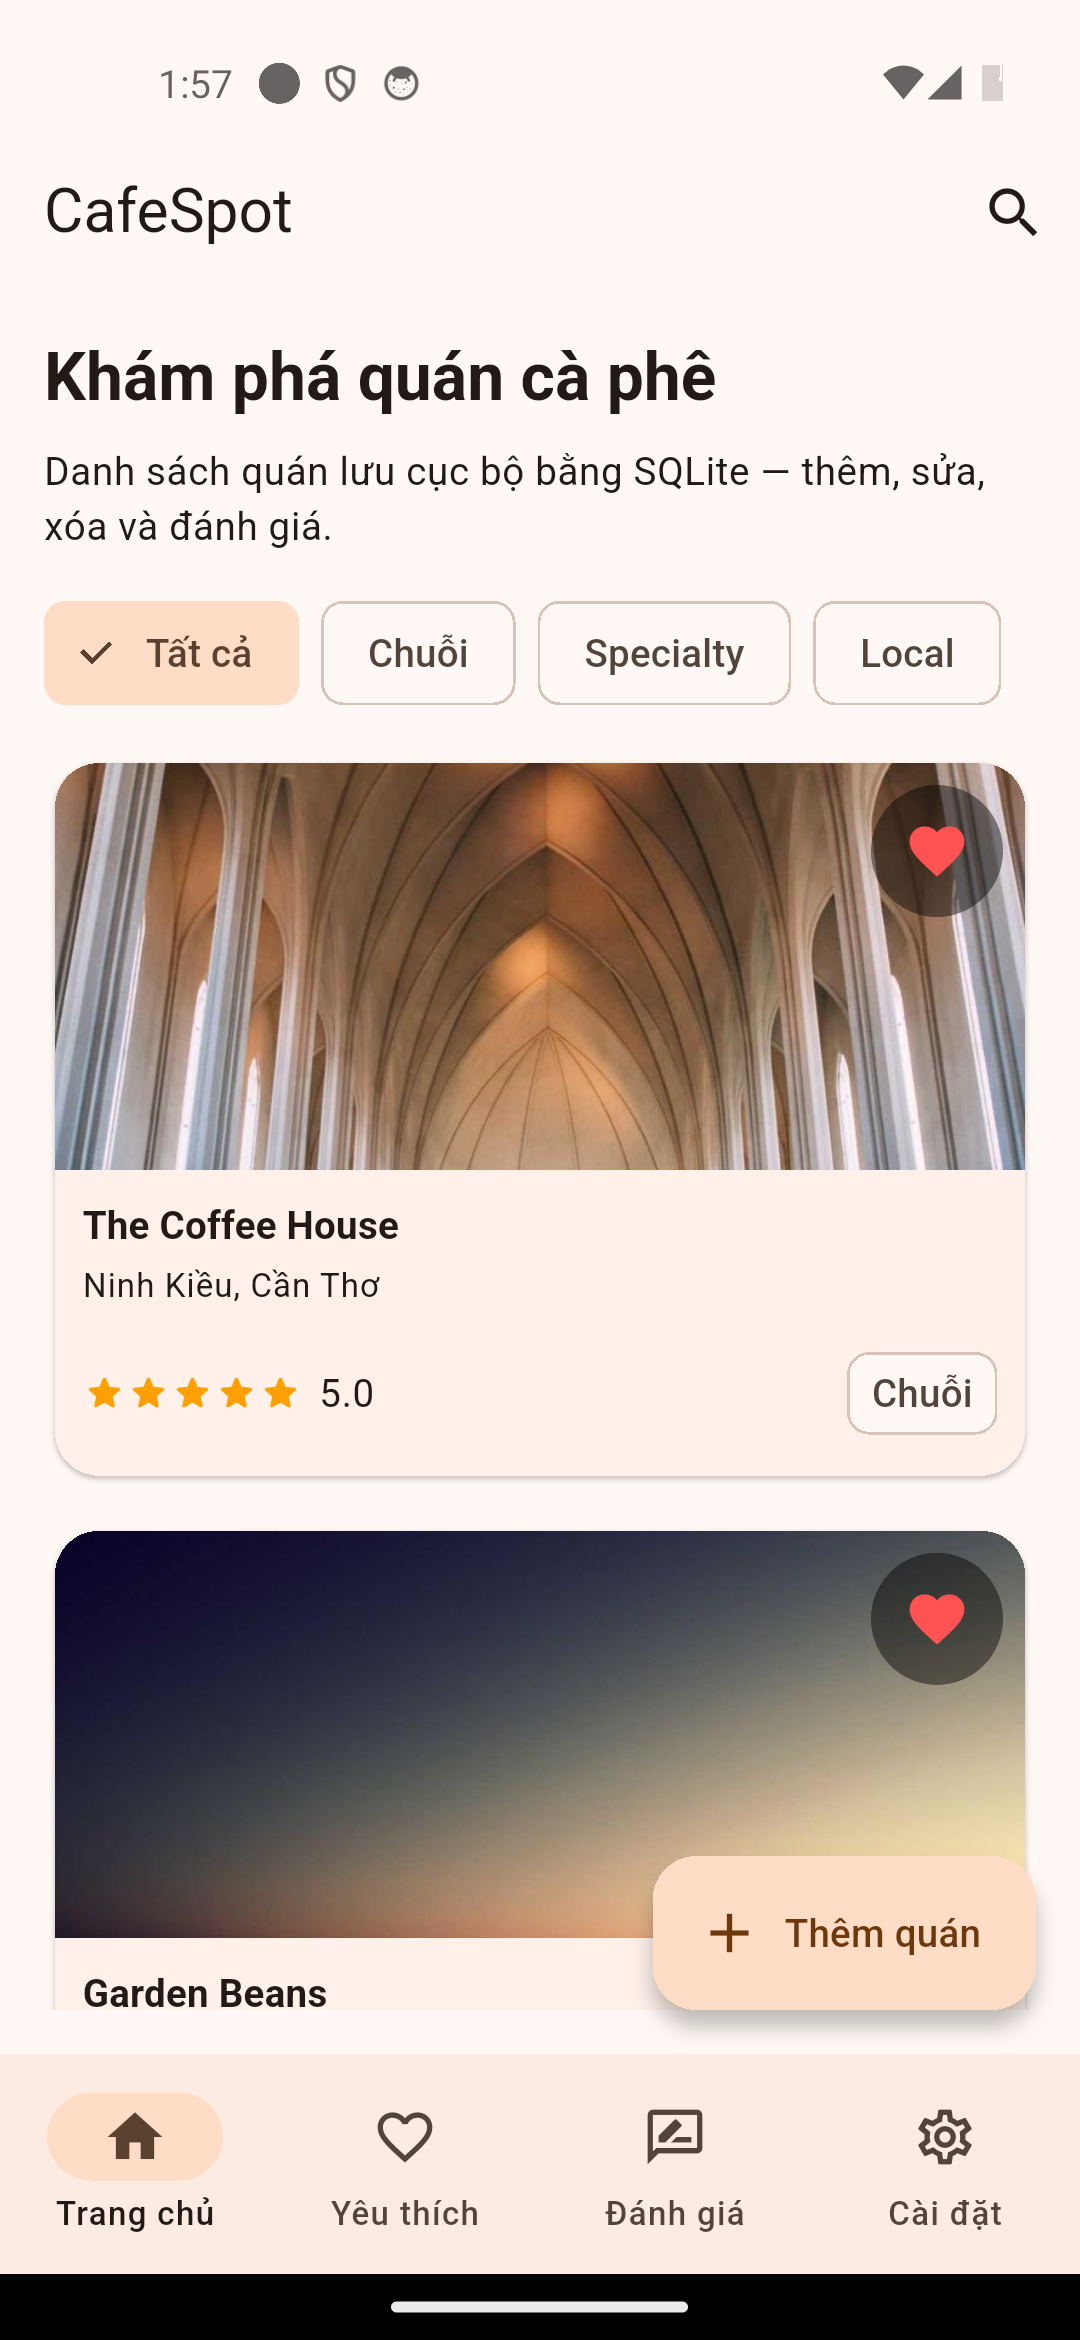 1:57
CafeSpot
Khám phá quán cà phê
Danh sách quán lưu cục bộ bằng SQLite — thêm, sửa,
xóa và đánh giá.
Tất cả
Chuỗi
Specialty
Local
The Coffee House
Ninh Kiều, Cần Thơ
5.0
Chuỗi
Thêm quán
Garden Beans
Trang chủ
Yêu thích
Đánh giá
Cài đặt